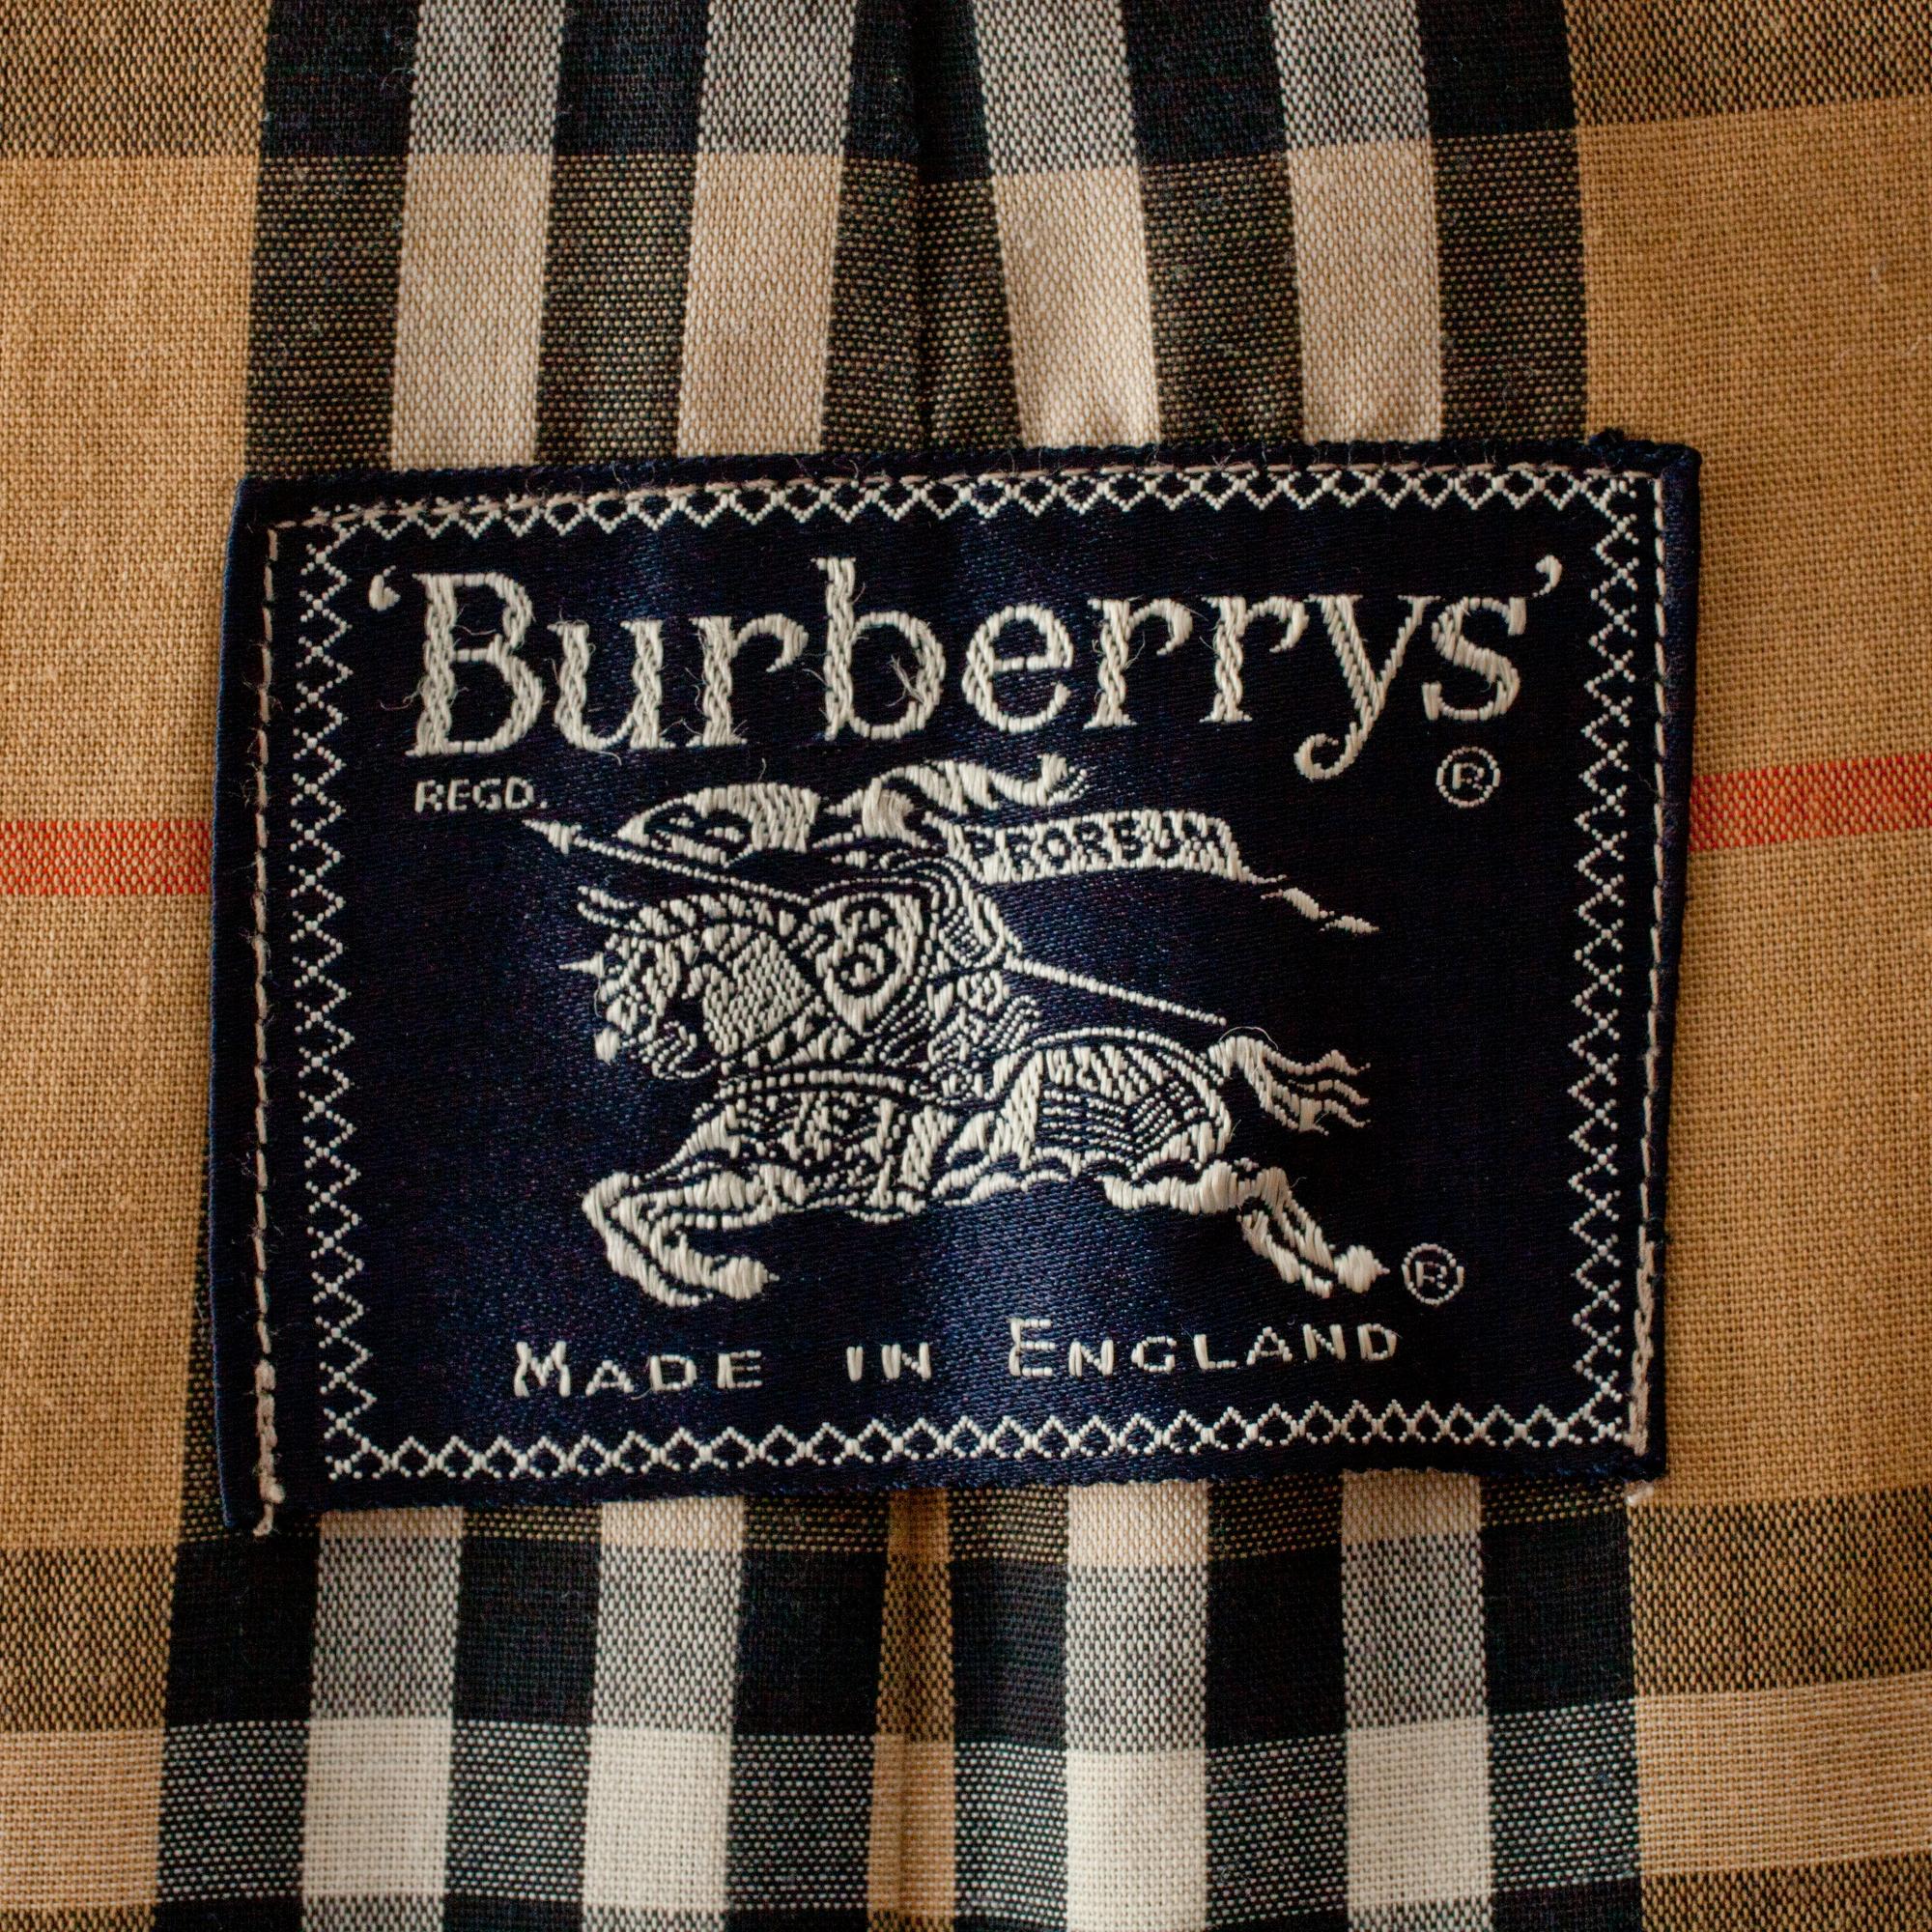 'Burberrys'
REGD. ®
B PRORSUM
B
®
MADE IN ENGLAND